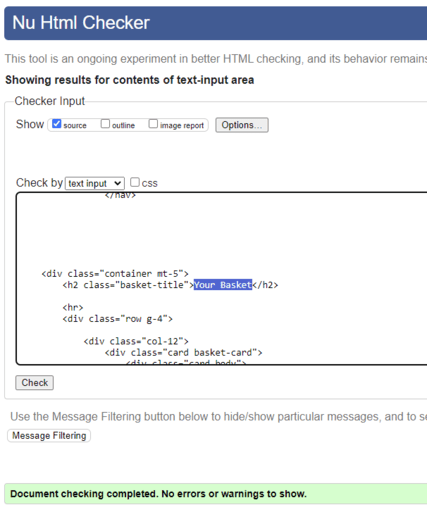 Nu Html Checker
This tool is an ongoing experiment in better HTML checking, and its behavior remains
Showing results for contents of text-input area
Checker Input
Show source outline image report Options...
Check by text input css
</nav>
<div class="container mt-5">
<h2 class="basket-title">Your Basket</h2>
<hr>
<div class="row g-4">
<div class="col-12">
<div class="card basket-card">
<div class="card body">
Check
Use the Message Filtering button below to hide/show particular messages, and to se
Message Filtering
Document checking completed. No errors or warnings to show.